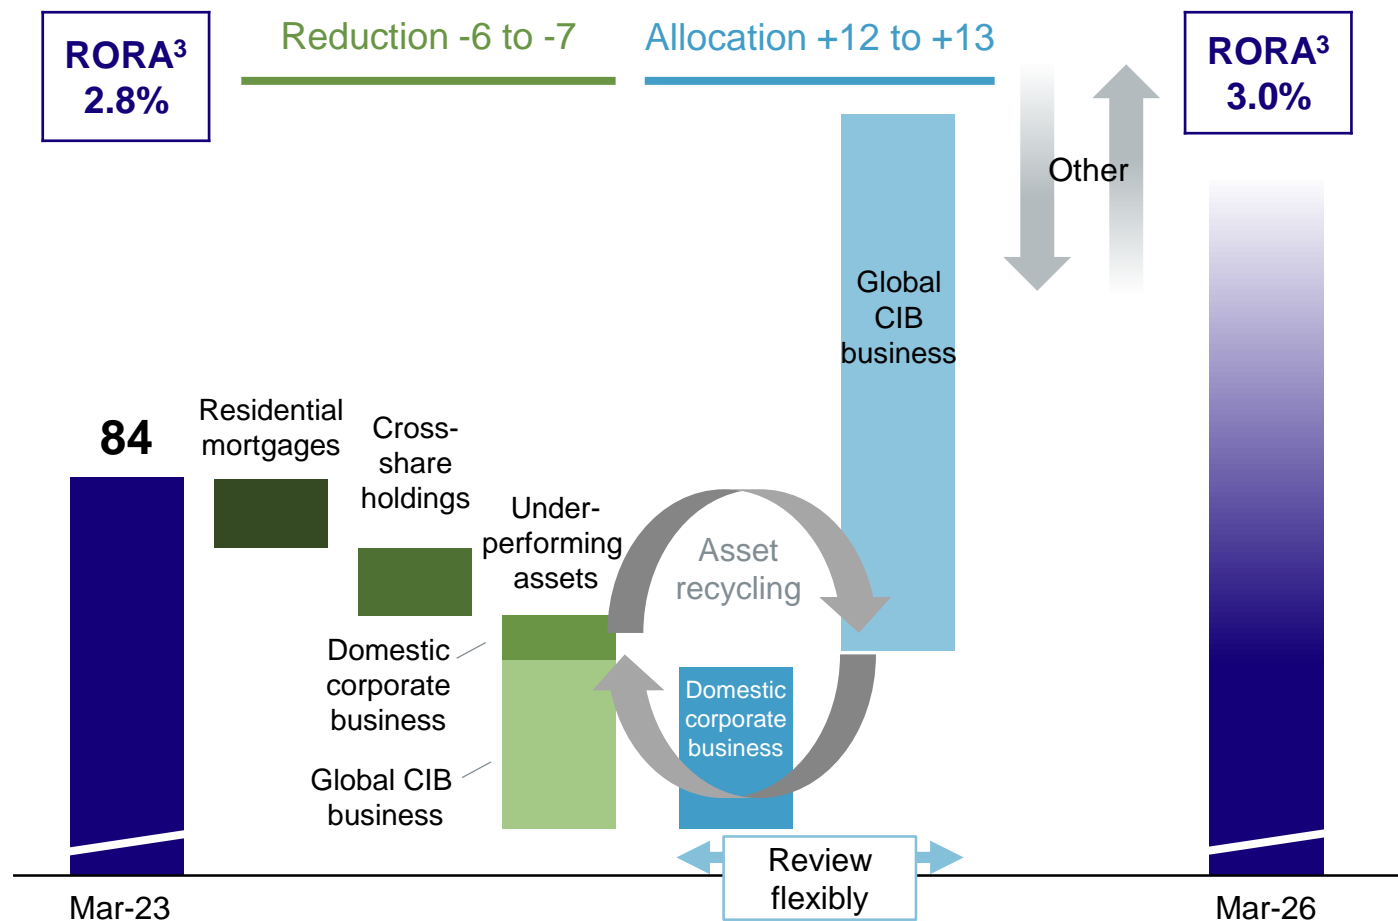 RORA³
2.8%
Reduction -6 to -7
Allocation +12 to +13
RORA³
3.0%
Other
Global
CIB
business
84
Residential
mortgages
Cross-
share
holdings
Under-
performing
assets
Asset
recycling
Domestic
corporate
business
Global CIB
business
Domestic
corporate
business
Review
flexibly
Mar-23
Mar-26